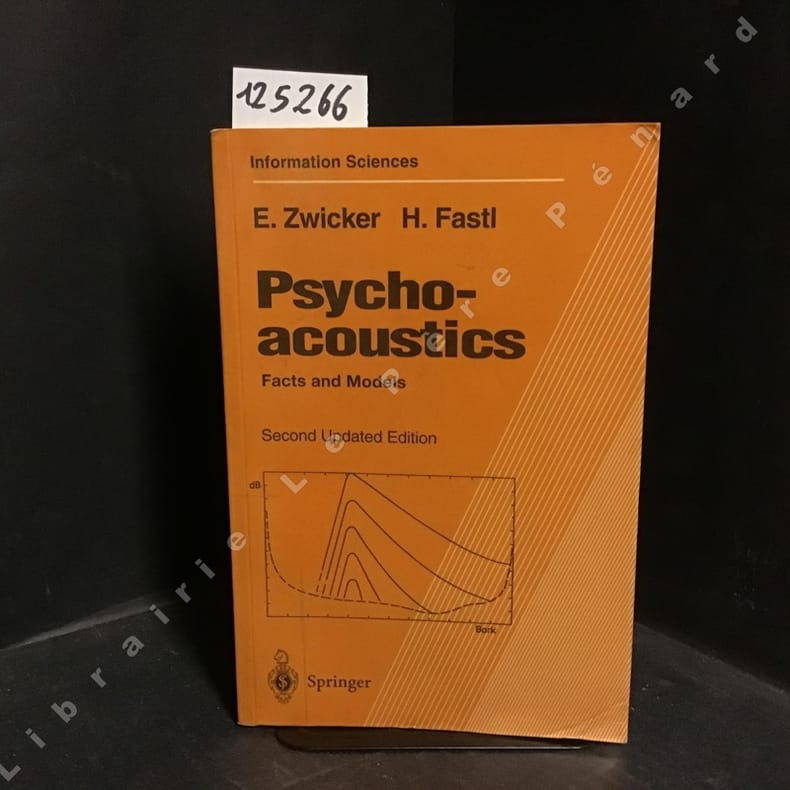 125266
Information Sciences
E. Zwicker H. Fastl
Psycho-
acoustics
Facts and Models
Second Updated Edition
dB
Bark
Springer
Librairie Le Père Pénard